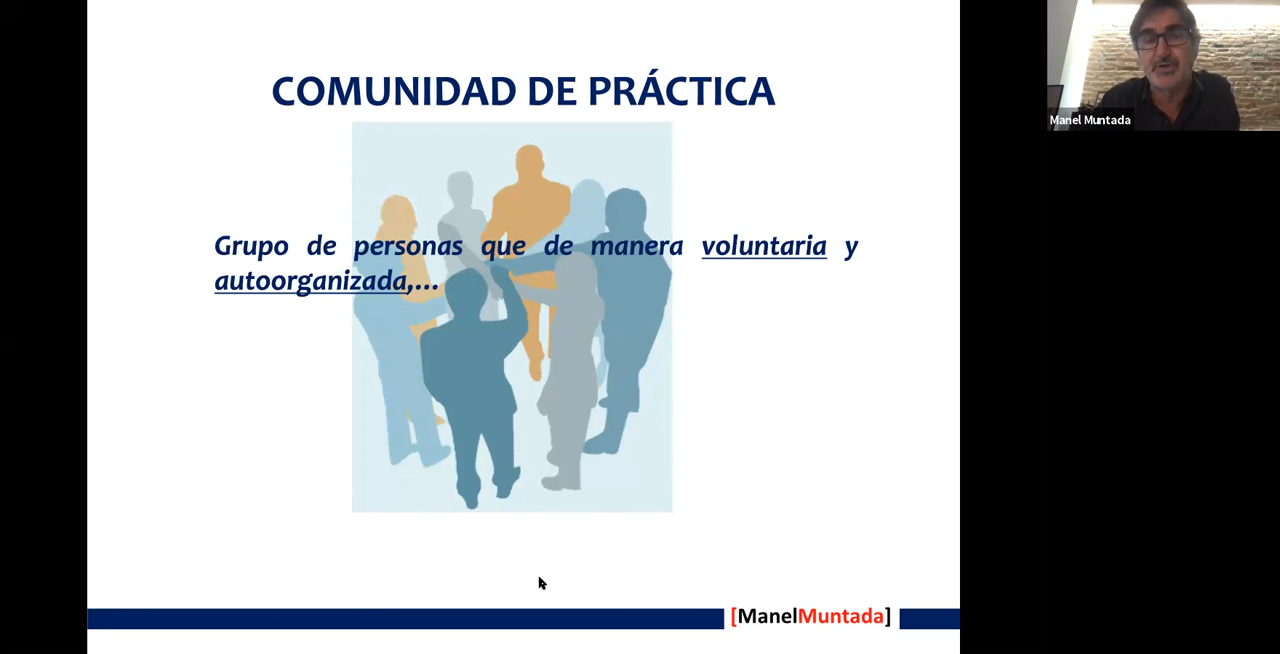 COMUNIDAD DE PRÁCTICA
Grupo de personas que de manera voluntaria y
autoorganizada,...
[ManelMuntada]
Manel Muntada